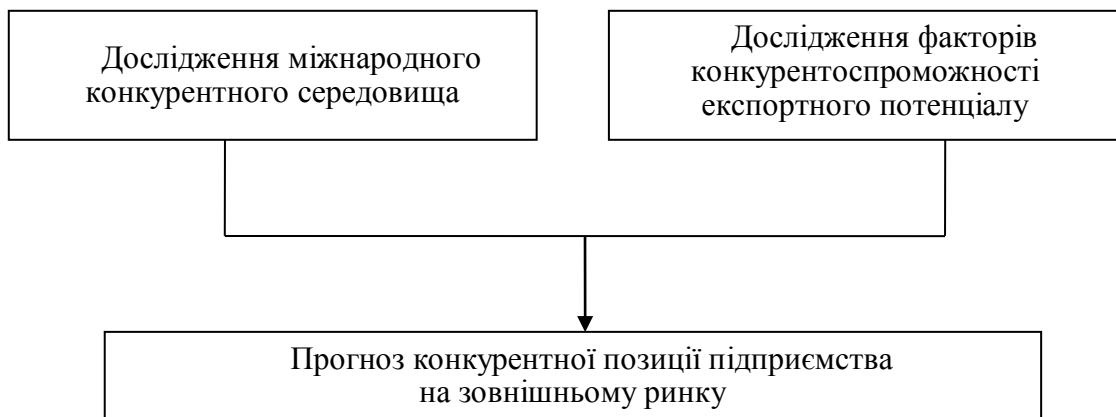 Дослідження міжнародного
конкурентного середовища
Дослідження факторів
конкурентоспроможності
експортного потенціалу
Прогноз конкурентної позиції підприємства
на зовнішньому ринку